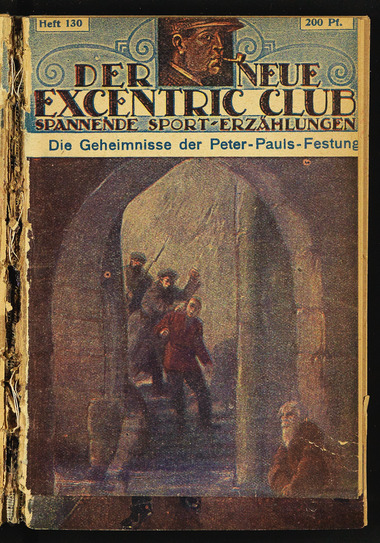 Heft 130
200 Pf.
DER NEUE
EXCENTRIC CLUB
SPANNENDE SPORT-ERZÄHLUNGEN
Die Geheimnisse der Peter-Pauls-Festung